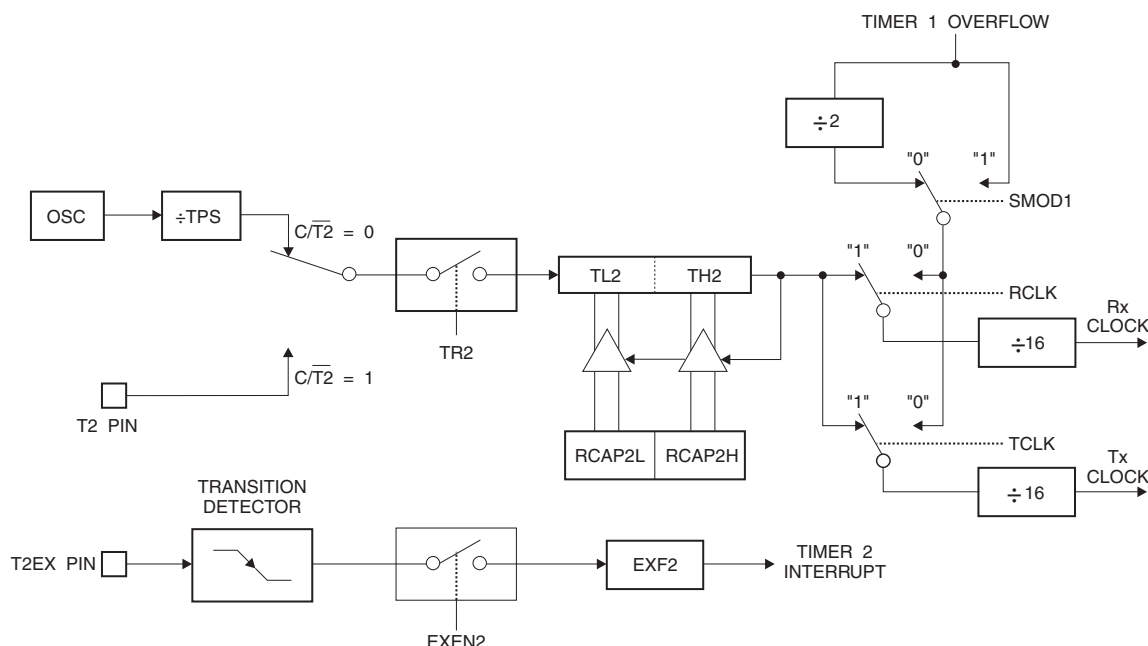 TIMER 1 OVERFLOW
÷2
"0" "1"
SMOD1
OSC
÷TPS
C/T2 = 0
TR2
TL2 TH2
"1" "0"
RCLK
Rx
CLOCK
÷16
C/T2 = 1
T2 PIN
RCAP2L RCAP2H
"1" "0"
TCLK
Tx
CLOCK
÷16
TRANSITION
DETECTOR
T2EX PIN
EXEN2
EXF2
TIMER 2
INTERRUPT